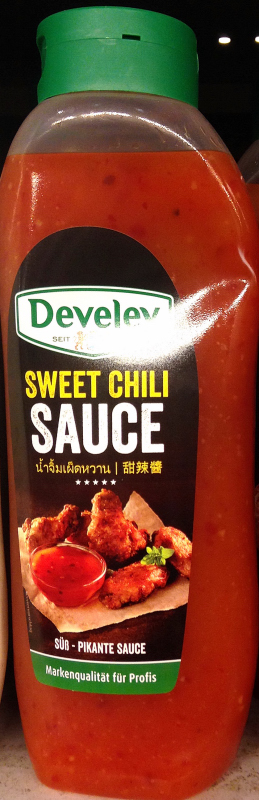 Develey
SEIT
SWEET CHILI
SAUCE
น้ำจิ้มเผ็ดหวาน | 甜辣醬
SÜß - PIKANTE SAUCE
Markenqualität für Profis